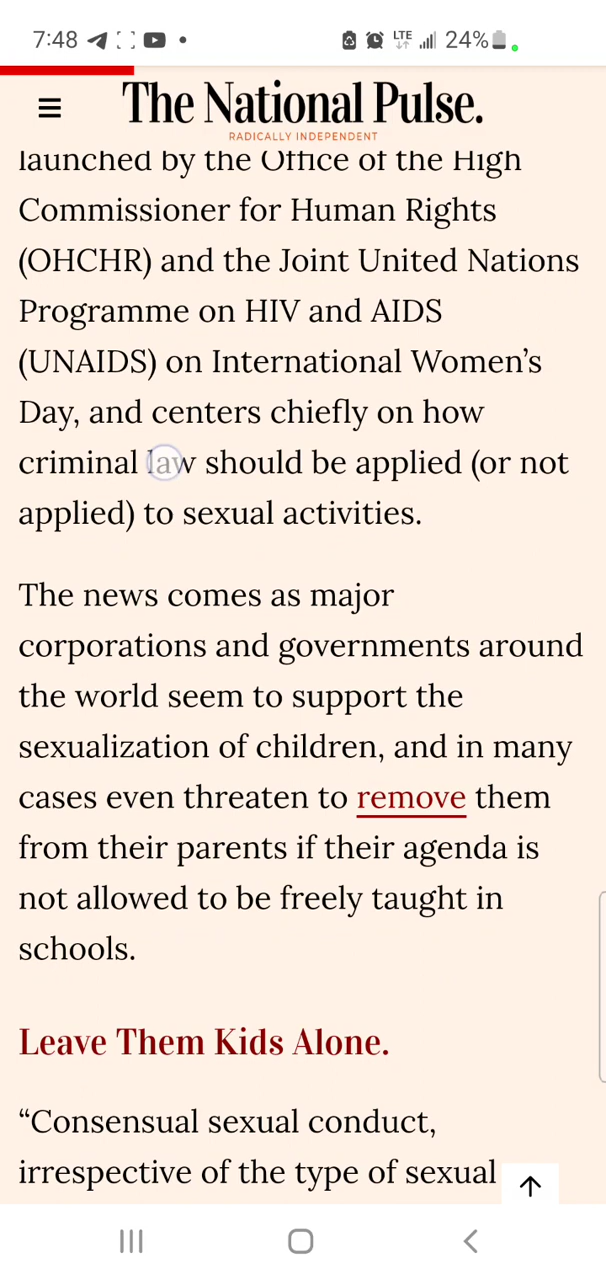 7:48
LTE
24%
The National Pulse.
RADICALLY INDEPENDENT
launched by the Office of the High
Commissioner for Human Rights
(OHCHR) and the Joint United Nations
Programme on HIV and AIDS
(UNAIDS) on International Women’s
Day, and centers chiefly on how
criminal law should be applied (or not
applied) to sexual activities.
The news comes as major
corporations and governments around
the world seem to support the
sexualization of children, and in many
cases even threaten to remove them
from their parents if their agenda is
not allowed to be freely taught in
schools.
Leave Them Kids Alone.
“Consensual sexual conduct,
irrespective of the type of sexual